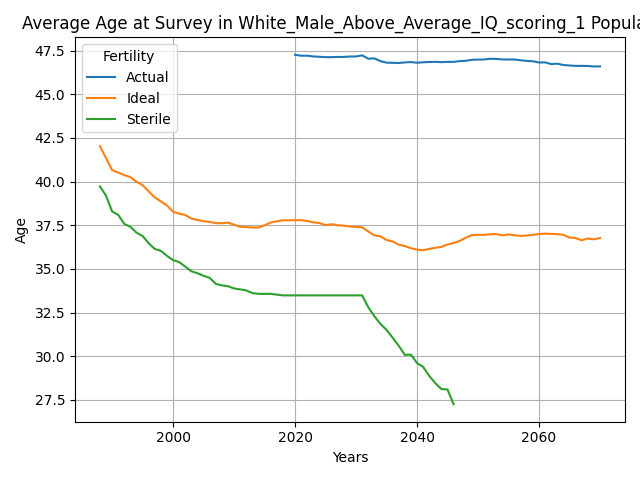 Average Age at Survey in White_Male_Above_Average_IQ_scoring_1 Popula
Fertility
Actual
Ideal
Sterile
47.5
45.0
42.5
40.0
37.5
35.0
32.5
30.0
27.5
Age
2000 2020 2040 2060
Years